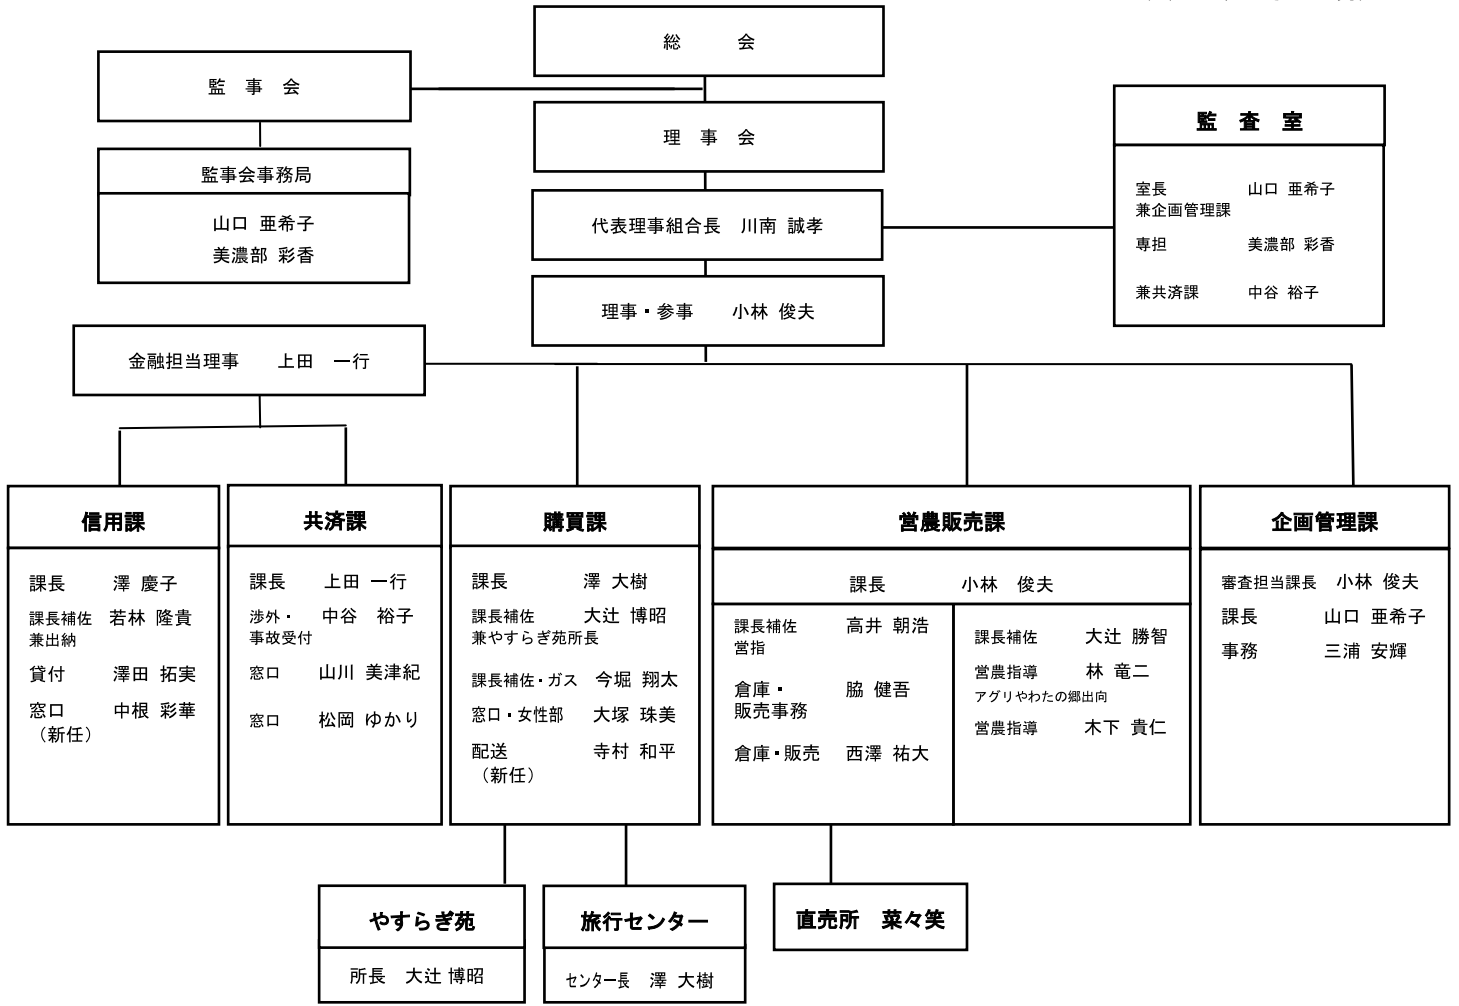 総　会
監　事　会
理　事　会
監　査　室
監事会事務局
山口 亜希子
美濃部 彩香
代表理事組合長　川南 誠孝
室長　山口 亜希子
兼企画管理課
専担　美濃部 彩香
兼共済課　中谷 裕子
理事・参事　小林 俊夫
金融担当理事　上田　一行
信用課
課長　澤 慶子
課長補佐　若林 隆貴
兼出納
貸付　澤田 拓実
窓口　中根 彩華
（新任）
共済課
課長　上田 一行
渉外・　中谷　裕子
事故受付
窓口　山川 美津紀
窓口　松岡 ゆかり
購買課
課長　澤 大樹
課長補佐　大辻 博昭
兼やすらぎ苑所長
課長補佐・ガス　今堀 翔太
窓口・女性部　大塚 珠美
配送　寺村 和平
（新任）
営農販売課
課長　小林　俊夫
課長補佐　高井 朝浩
営指
倉庫・　脇 健吾
販売事務
倉庫・販売　西澤 祐大
課長補佐　大辻 勝智
営農指導　林 竜二
アグリやわたの郷出向
営農指導　木下 貴仁
企画管理課
審査担当課長　小林 俊夫
課長　山口 亜希子
事務　三浦 安輝
やすらぎ苑
所長　大辻 博昭
旅行センター
センター長　澤 大樹
直売所　菜々笑